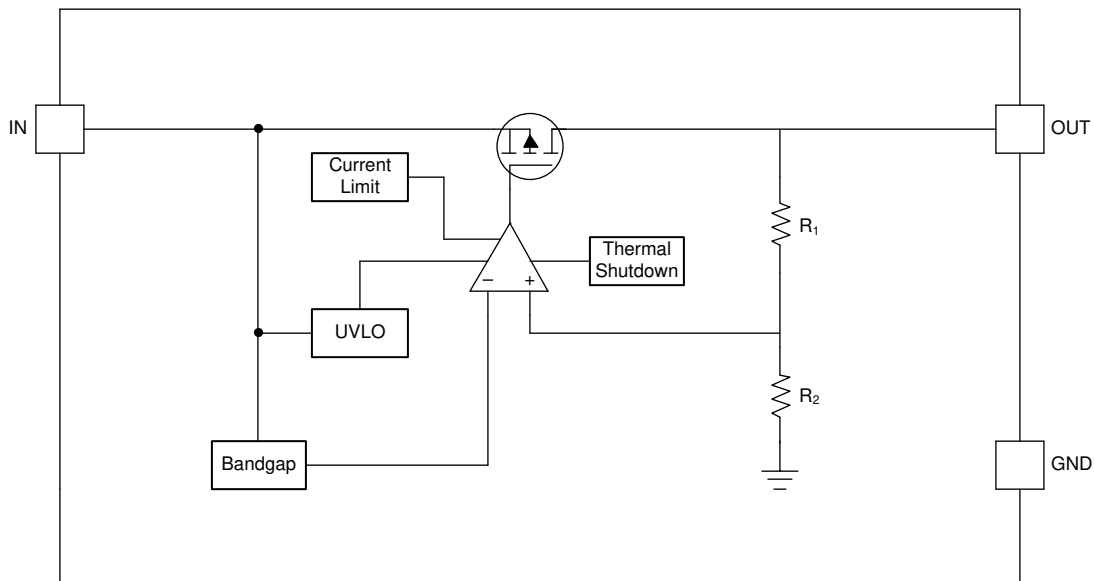 IN
OUT
Current
Limit
R1
Thermal
Shutdown
− +
UVLO
R2
Bandgap
GND